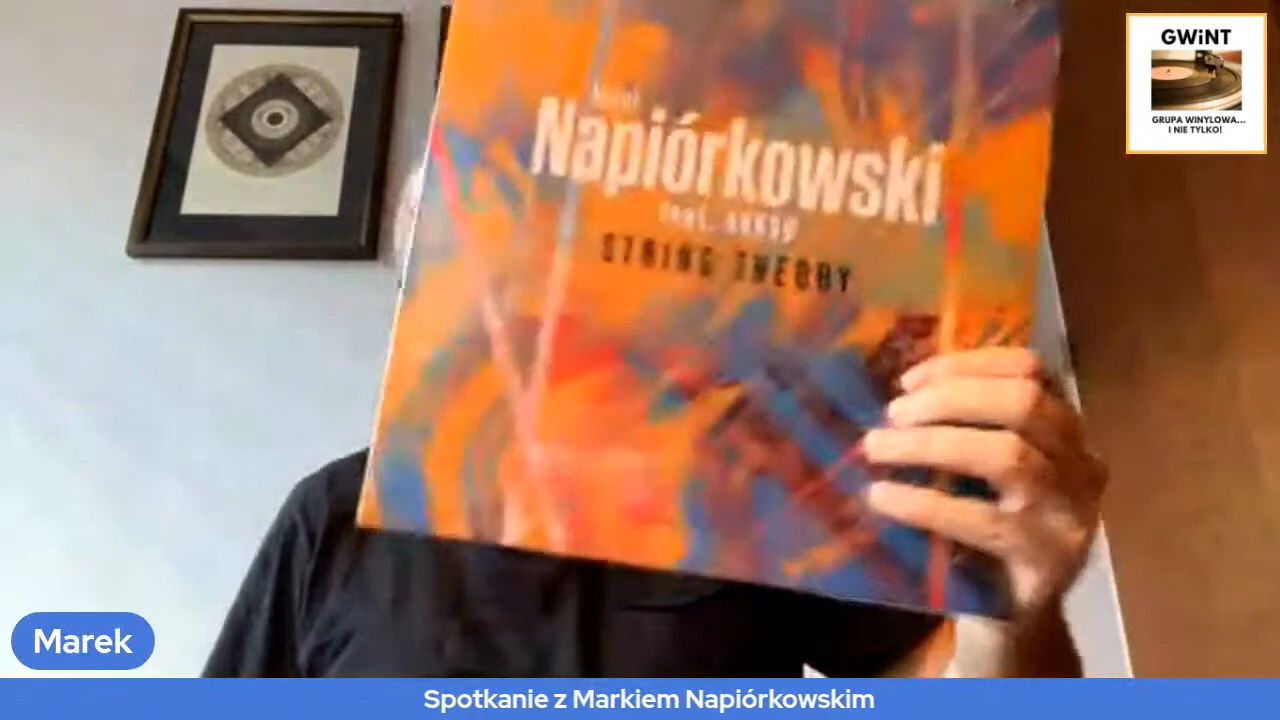 GWiNT
GRUPA WINYLOWA...
I NIE TYLKO!
Napiórkowski
STRING THEORY
Marek
Spotkanie z Markiem Napiórkowskim